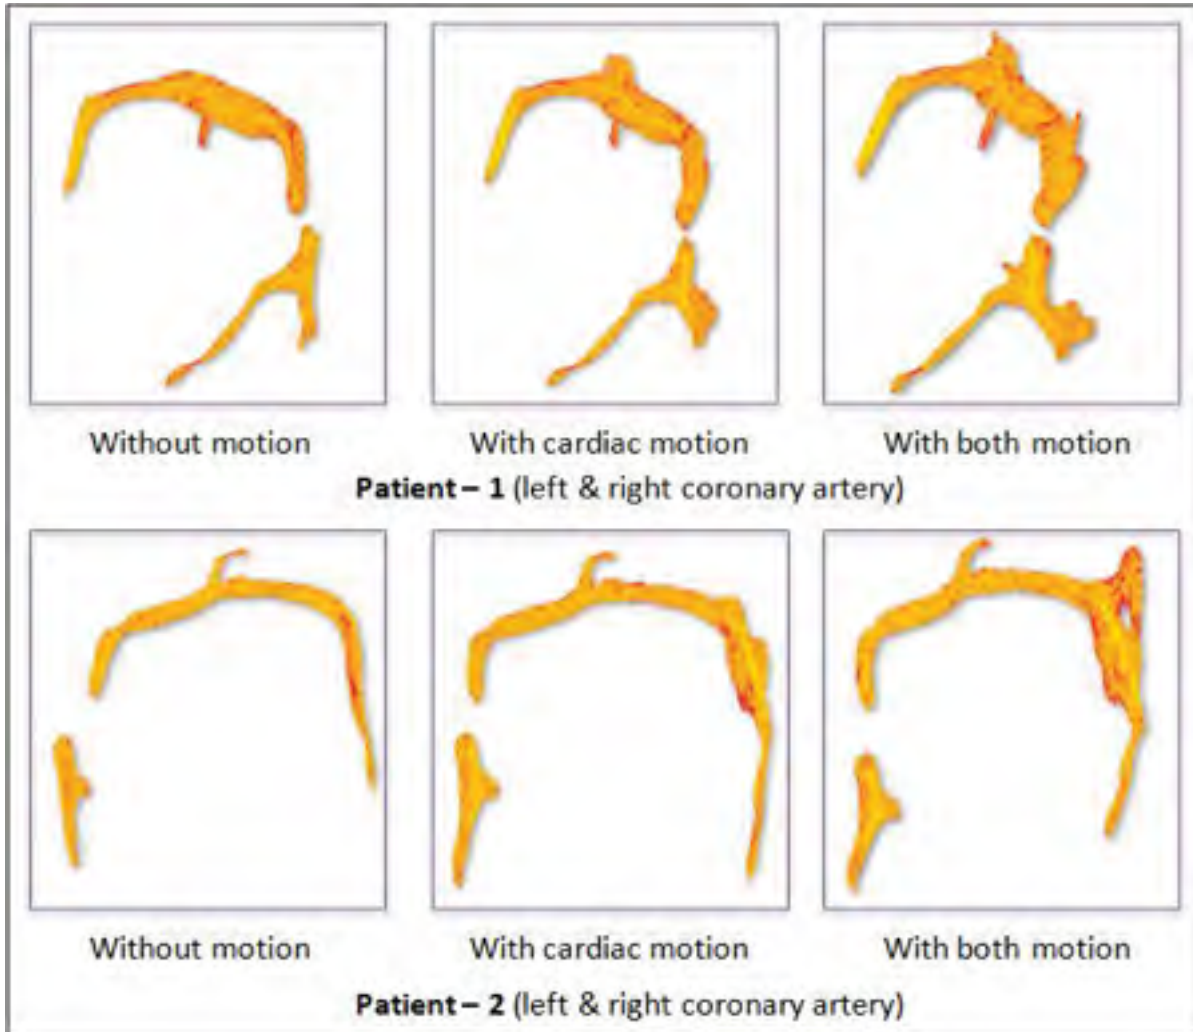 Without motion With cardiac motion With both motion
Patient – 1 (left & right coronary artery)
Without motion With cardiac motion With both motion
Patient – 2 (left & right coronary artery)